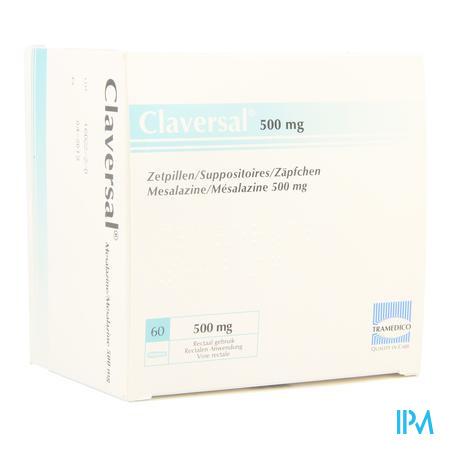 Claversal® 500 mg
Zetpillen/Suppositoires/Zäpfchen
Mesalazine/Mésalazine 500 mg
60 500 mg
Rectaal gebruik
Rectalen Anwendung
Voie rectale
TRAMEDICO
QUALITY IN CARE
Claversal®
Mesalazine/Mésalazine 500 mg
IPM